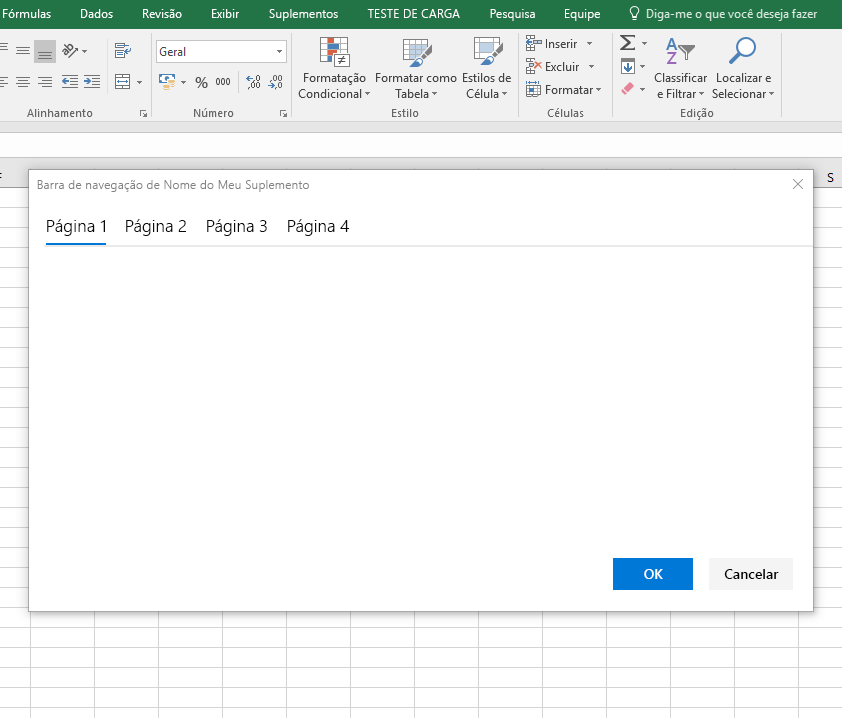 Fórmulas Dados Revisão Exibir Suplementos TESTE DE CARGA Pesquisa Equipe Diga-me o que você deseja fazer
Geral
% 000 ,00 ,00
Formatação Condicional
Formatar como Tabela
Estilos de Célula
Inserir
Excluir
Formatar
Classificar e Filtrar
Localizar e Selecionar
Alinhamento Número Estilo Células Edição
S
Barra de navegação de Nome do Meu Suplemento
Página 1 Página 2 Página 3 Página 4
OK Cancelar